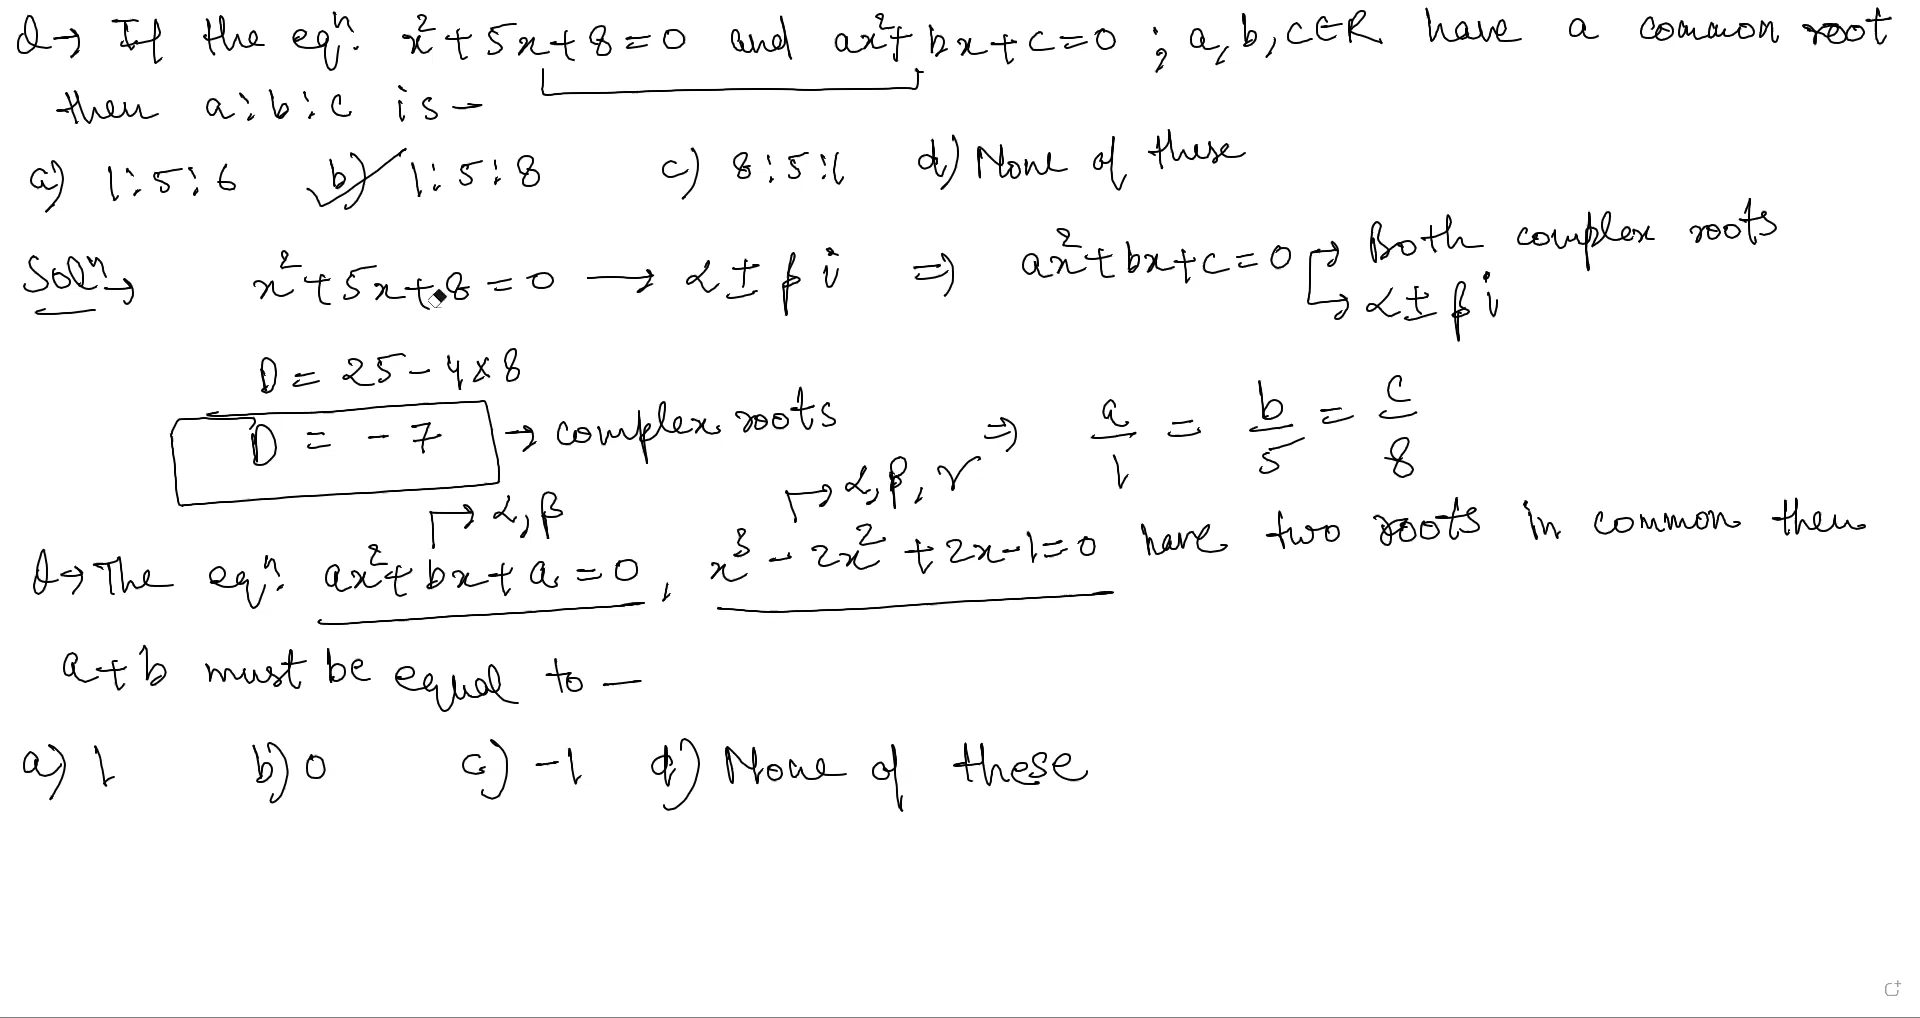 Q→ If the eqⁿ. x²+5x+8=0 and ax²+bx+c=0 ; a,b,c∈R have a common root
then a:b:c is—
a) 1:5:6 b) 1:5:8 c) 8:5:1 d) None of these
Solⁿ→ x²+5x+8=0 → α±βi ⇒ ax²+bx+c=0 → Both complex roots
→ α±βi
D = 25-4×8
D = -7 → complex roots ⇒ a/1 = b/5 = c/8
→ α,β → α,β,γ
Q→ The eqⁿ. ax²+bx+a=0, x³-2x²+2x-1=0 have two roots in common then
a+b must be equal to —
a) 1 b) 0 c) -1 d) None of these